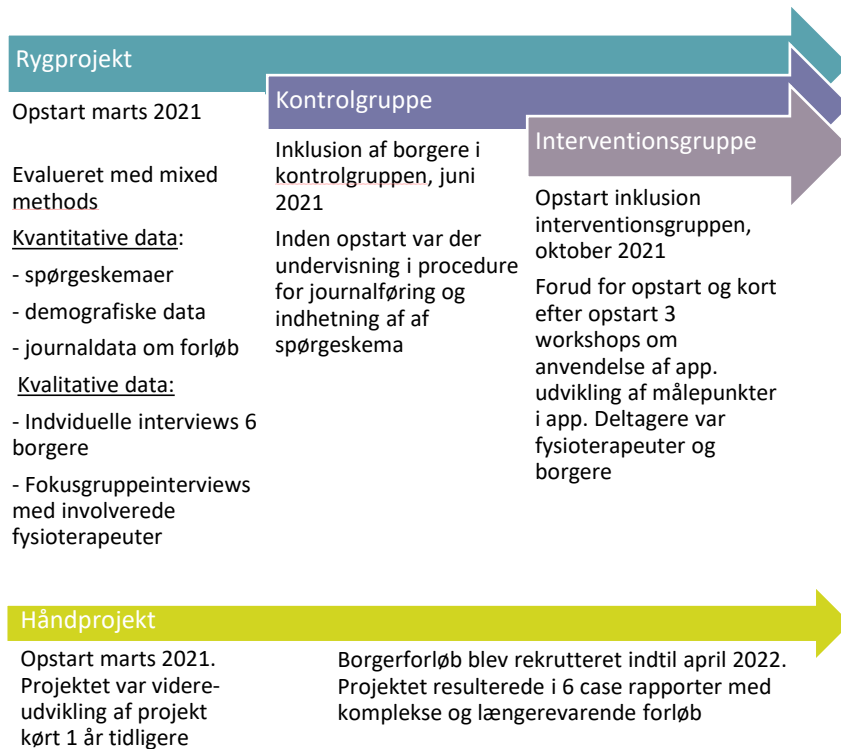 Rygprojekt
Opstart marts 2021
Evalueret med mixed
methods
Kvantitative data:
- spørgeskemaer
- demografiske data
- journaldata om forløb
Kvalitative data:
- Indviduelle interviews 6
borgere
- Fokusgruppeinterviews
med involverede
fysioterapeuter
Kontrolgruppe
Inklusion af borgere i
kontrolgruppen, juni
2021
Inden opstart var der
undervisning i procedure
for journalføring og
indhetning af af
spørgeskema
Interventionsgruppe
Opstart inklusion
interventionsgruppen,
oktober 2021
Forud for opstart og kort
efter opstart 3
workshops om
anvendelse af app.
udvikling af målepunkter
i app. Deltagere var
fysioterapeuter og
borgere
Håndprojekt
Opstart marts 2021.
Projektet var videre-
udvikling af projekt
kørt 1 år tidligere
Borgerforløb blev rekrutteret indtil april 2022.
Projektet resulterede i 6 case rapporter med
komplekse og længerevarende forløb